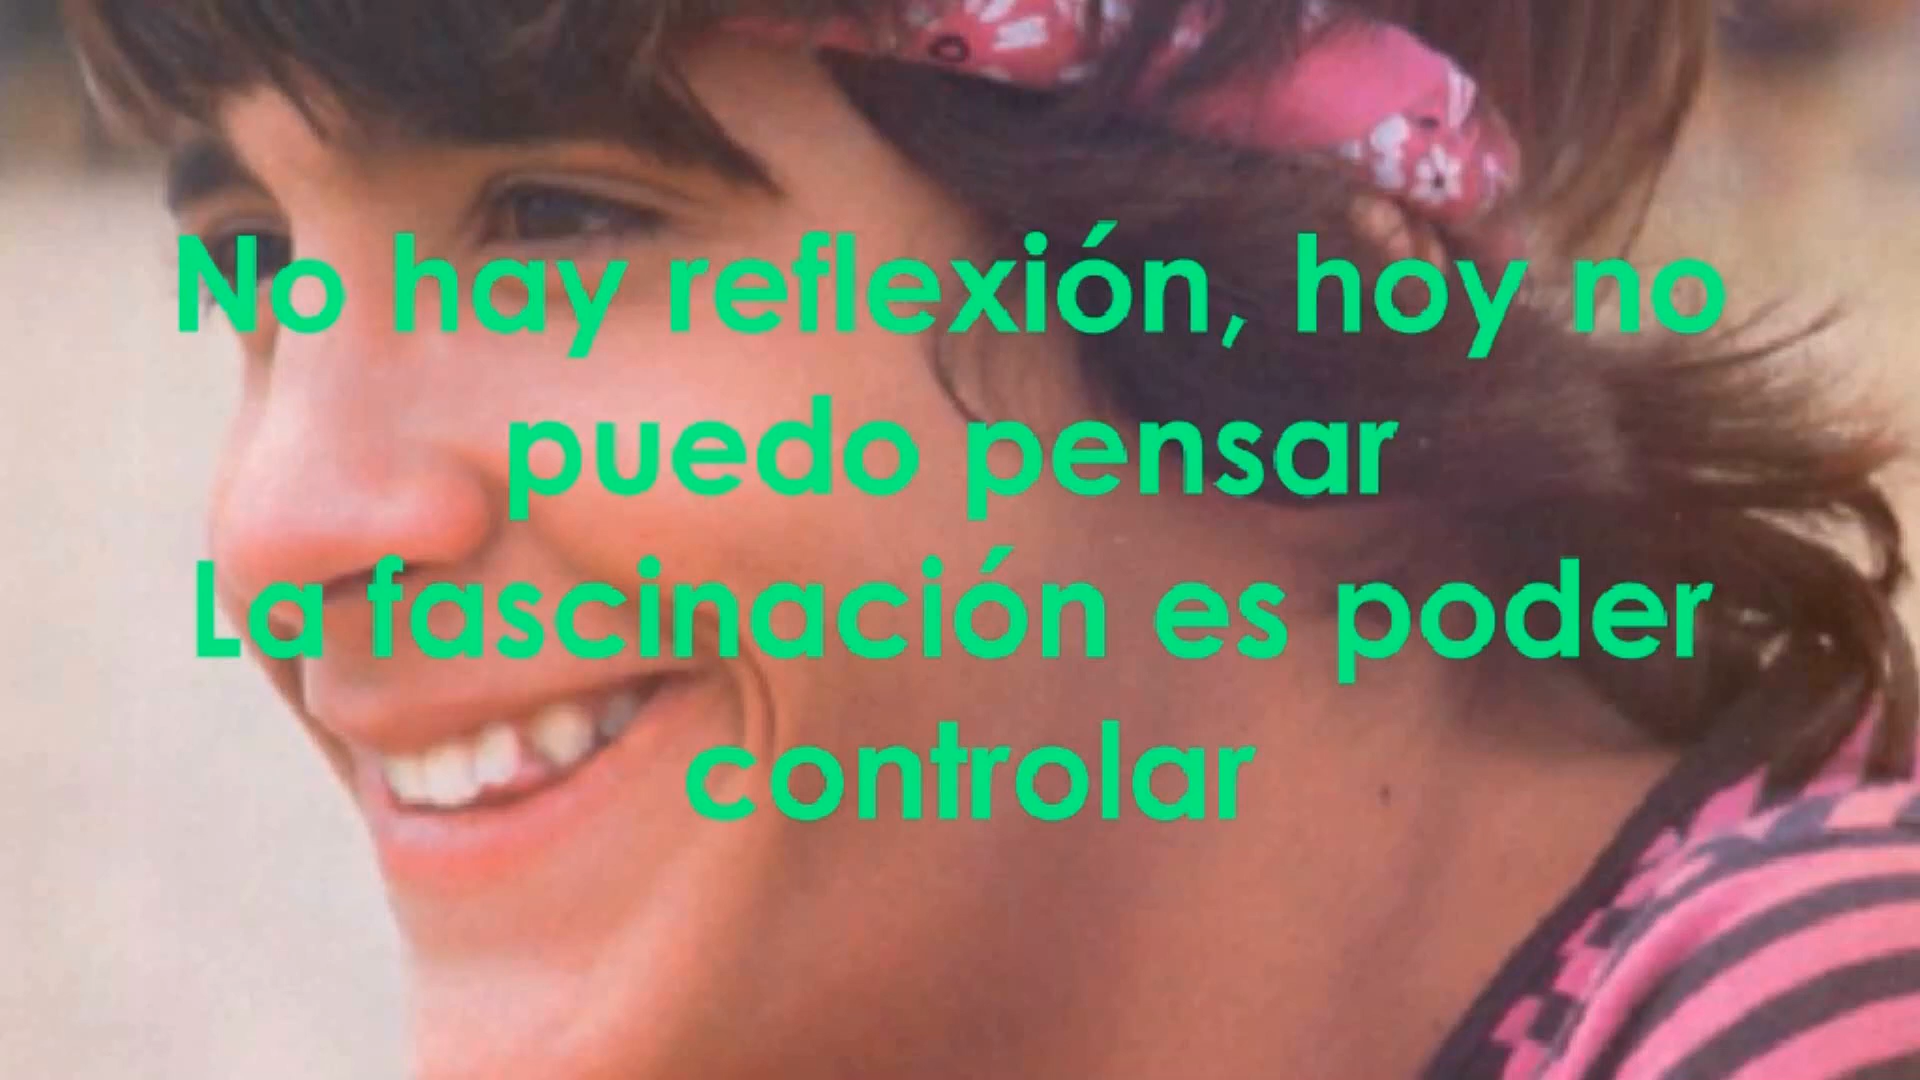 No hay reflexión, hoy no
puedo pensar
La fascinación es poder
controlar